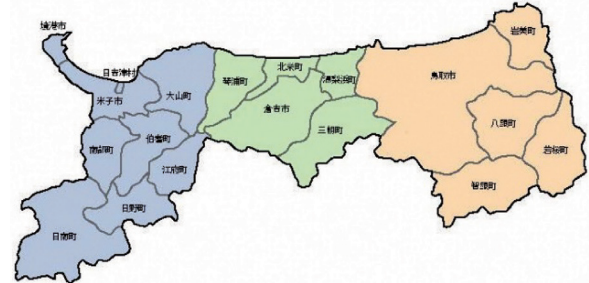 境港市
日吉津村
米子市
大山町
南部町
伯耆町
江府町
日野町
日南町
琴浦町
北栄町
湯梨浜町
倉吉市
三朝町
鳥取市
岩美町
八頭町
若桜町
智頭町